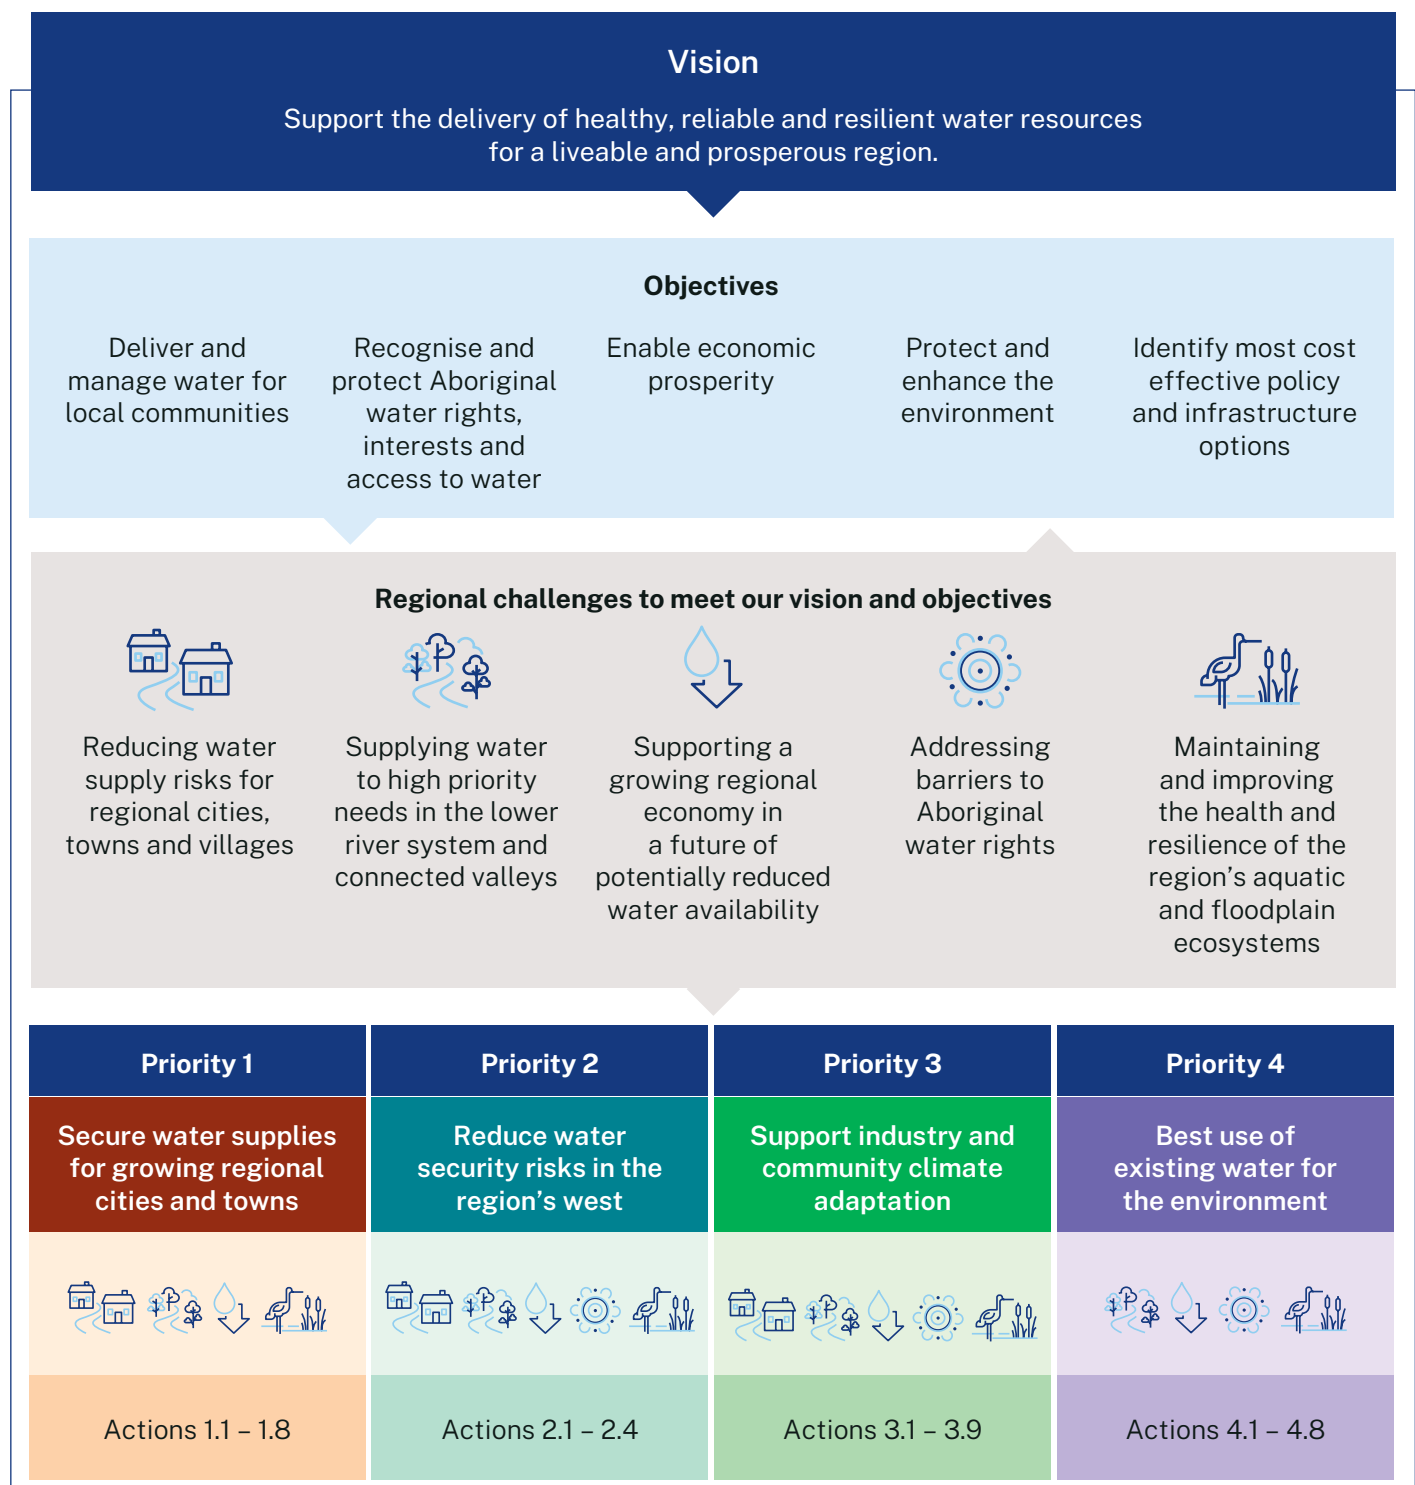 Vision
Support the delivery of healthy, reliable and resilient water resources
for a liveable and prosperous region.
Objectives
Deliver and
manage water for
local communities
Recognise and
protect Aboriginal
water rights,
interests and
access to water
Enable economic
prosperity
Protect and
enhance the
environment
Identify most cost
effective policy
and infrastructure
options
Regional challenges to meet our vision and objectives
Reducing water
supply risks for
regional cities,
towns and villages
Supplying water
to high priority
needs in the lower
river system and
connected valleys
Supporting a
growing regional
economy in
a future of
potentially reduced
water availability
Addressing
barriers to
Aboriginal
water rights
Maintaining
and improving
the health and
resilience of the
region’s aquatic
and floodplain
ecosystems
Priority 1
Secure water supplies
for growing regional
cities and towns
Actions 1.1 – 1.8
Priority 2
Reduce water
security risks in the
region’s west
Actions 2.1 – 2.4
Priority 3
Support industry and
community climate
adaptation
Actions 3.1 – 3.9
Priority 4
Best use of
existing water for
the environment
Actions 4.1 – 4.8